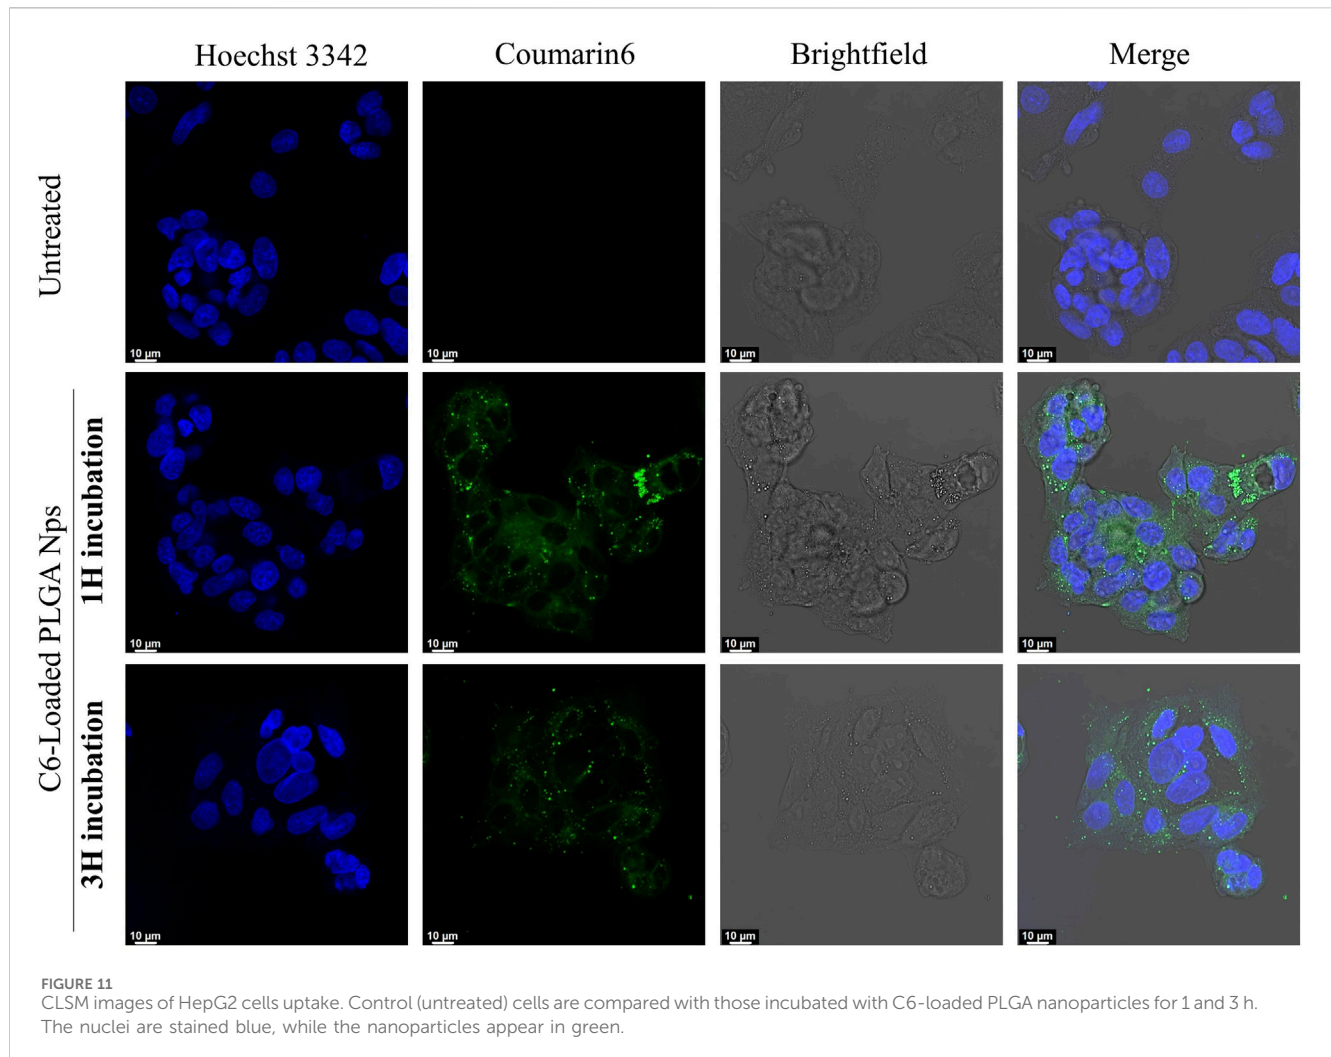 Hoechst 3342 Coumarin6 Brightfield Merge
Untreated
10 µm 10 µm 10 µm 10 µm
C6-Loaded PLGA Nps
1H incubation
10 µm 10 µm 10 µm 10 µm
3H incubation
10 µm 10 µm 10 µm 10 µm
FIGURE 11
CLSM images of HepG2 cells uptake. Control (untreated) cells are compared with those incubated with C6-loaded PLGA nanoparticles for 1 and 3 h.
The nuclei are stained blue, while the nanoparticles appear in green.